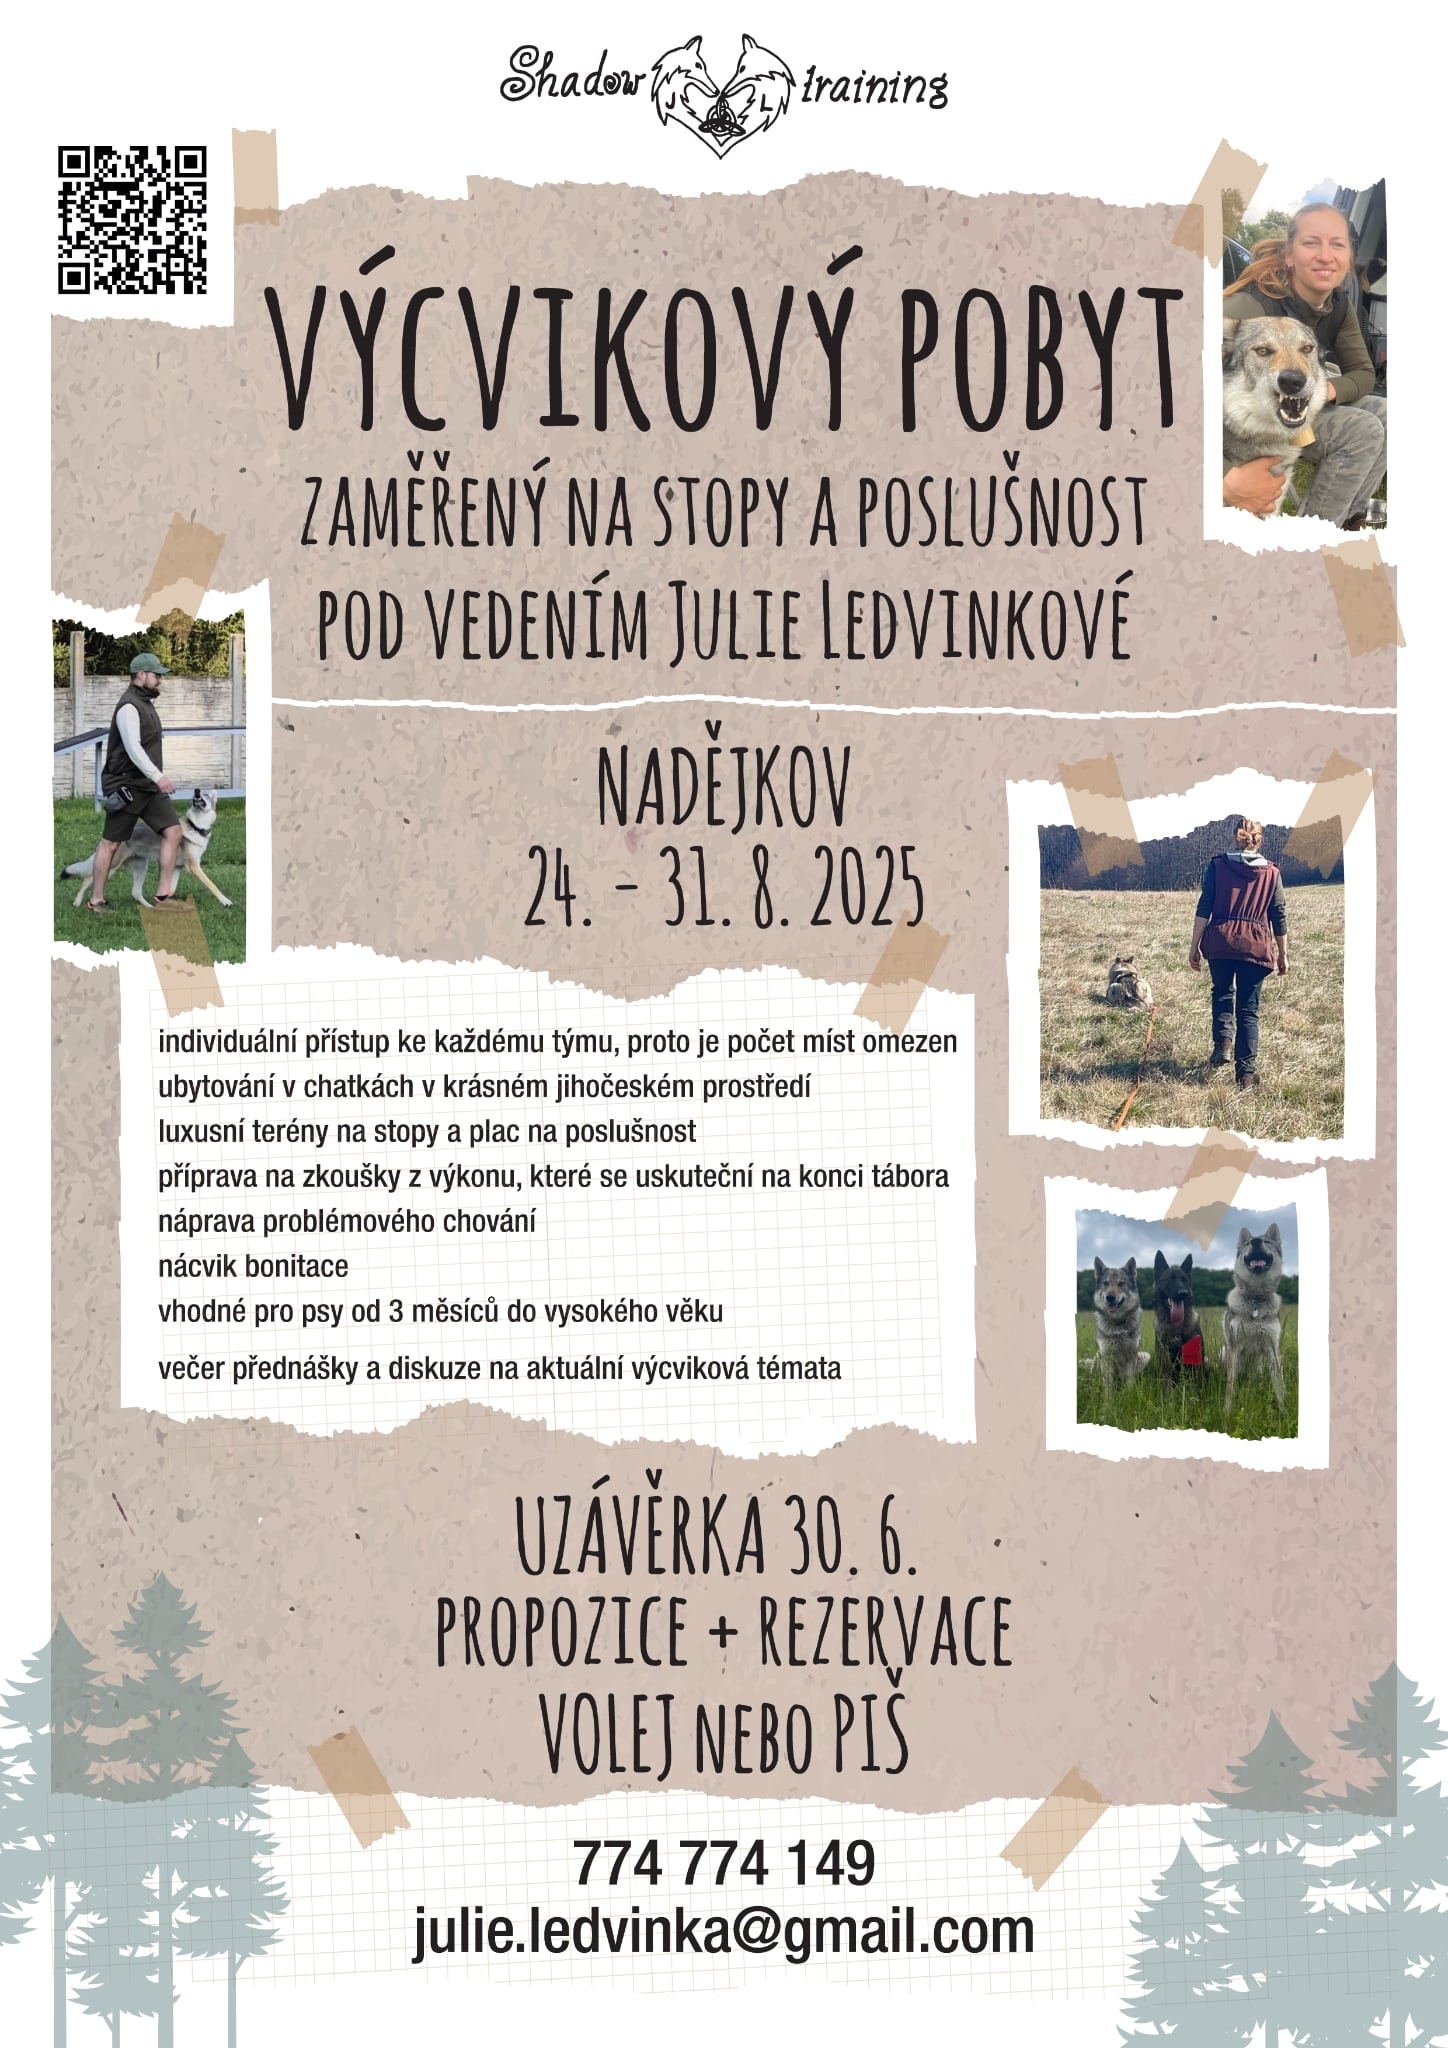 Shadow J L training
VÝCVIKOVÝ POBYT
ZAMĚŘENÝ NA STOPY A POSLUŠNOST
POD VEDENÍM JULIE LEDVINKOVÉ
NADĚJKOV
24. - 31. 8. 2025
individuální přístup ke každému týmu, proto je počet míst omezen
ubytování v chatkách v krásném jihočeském prostředí
luxusní terény na stopy a plac na poslušnost
příprava na zkoušky z výkonu, které se uskuteční na konci tábora
náprava problémového chování
nácvik bonitace
vhodné pro psy od 3 měsíců do vysokého věku
večer přednášky a diskuze na aktuální výcviková témata
UZÁVĚRKA 30. 6.
PROPOZICE + REZERVACE
VOLEJ NEBO PIŠ
774 774 149
julie.ledvinka@gmail.com